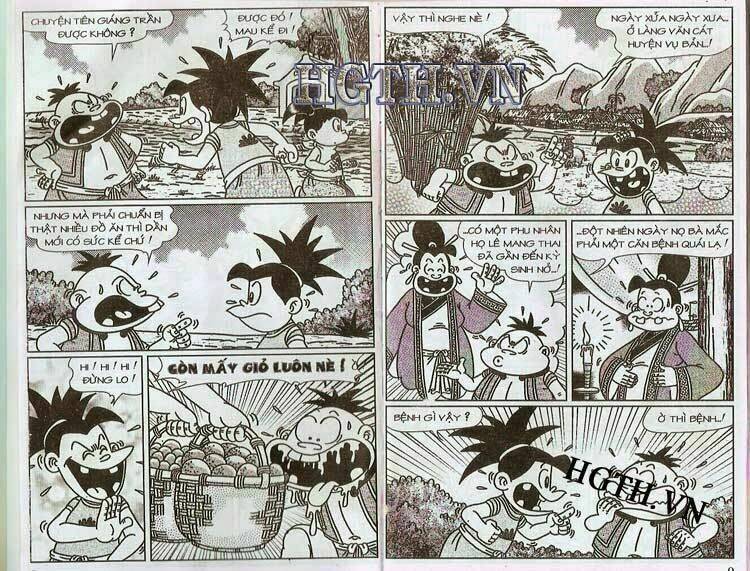 CHUYỆN TIÊN GIÁNG TRẦN
ĐƯỢC KHÔNG?
ĐƯỢC ĐÓ!
MAU KỂ ĐI!
NHƯNG MÀ PHẢI CHUẨN BỊ
THẬT NHIỀU ĐỒ ĂN THÌ DẦN
MỚI CÓ SỨC KỂ CHỨ!
HI! HI! HI!
ĐỪNG LO!
CÒN MẤY GIỎ LUÔN NÈ!
VẬY THÌ NGHE NÈ!
NGÀY XỬA NGÀY XƯA...
Ở LÀNG VÂN CÁT
HUYỆN VỤ BẢN..!
HGTH.VN
...CÓ MỘT PHU NHÂN
HỌ LÊ MANG THAI
ĐÃ GẦN ĐẾN KỲ
SINH NỞ...
...ĐỘT NHIÊN NGÀY NỌ BÀ MẮC
PHẢI MỘT CĂN BỆNH QUÁI LẠ..!
BỆNH GÌ VẬY?
Ờ THÌ BỆNH...
HGTH.VN
9